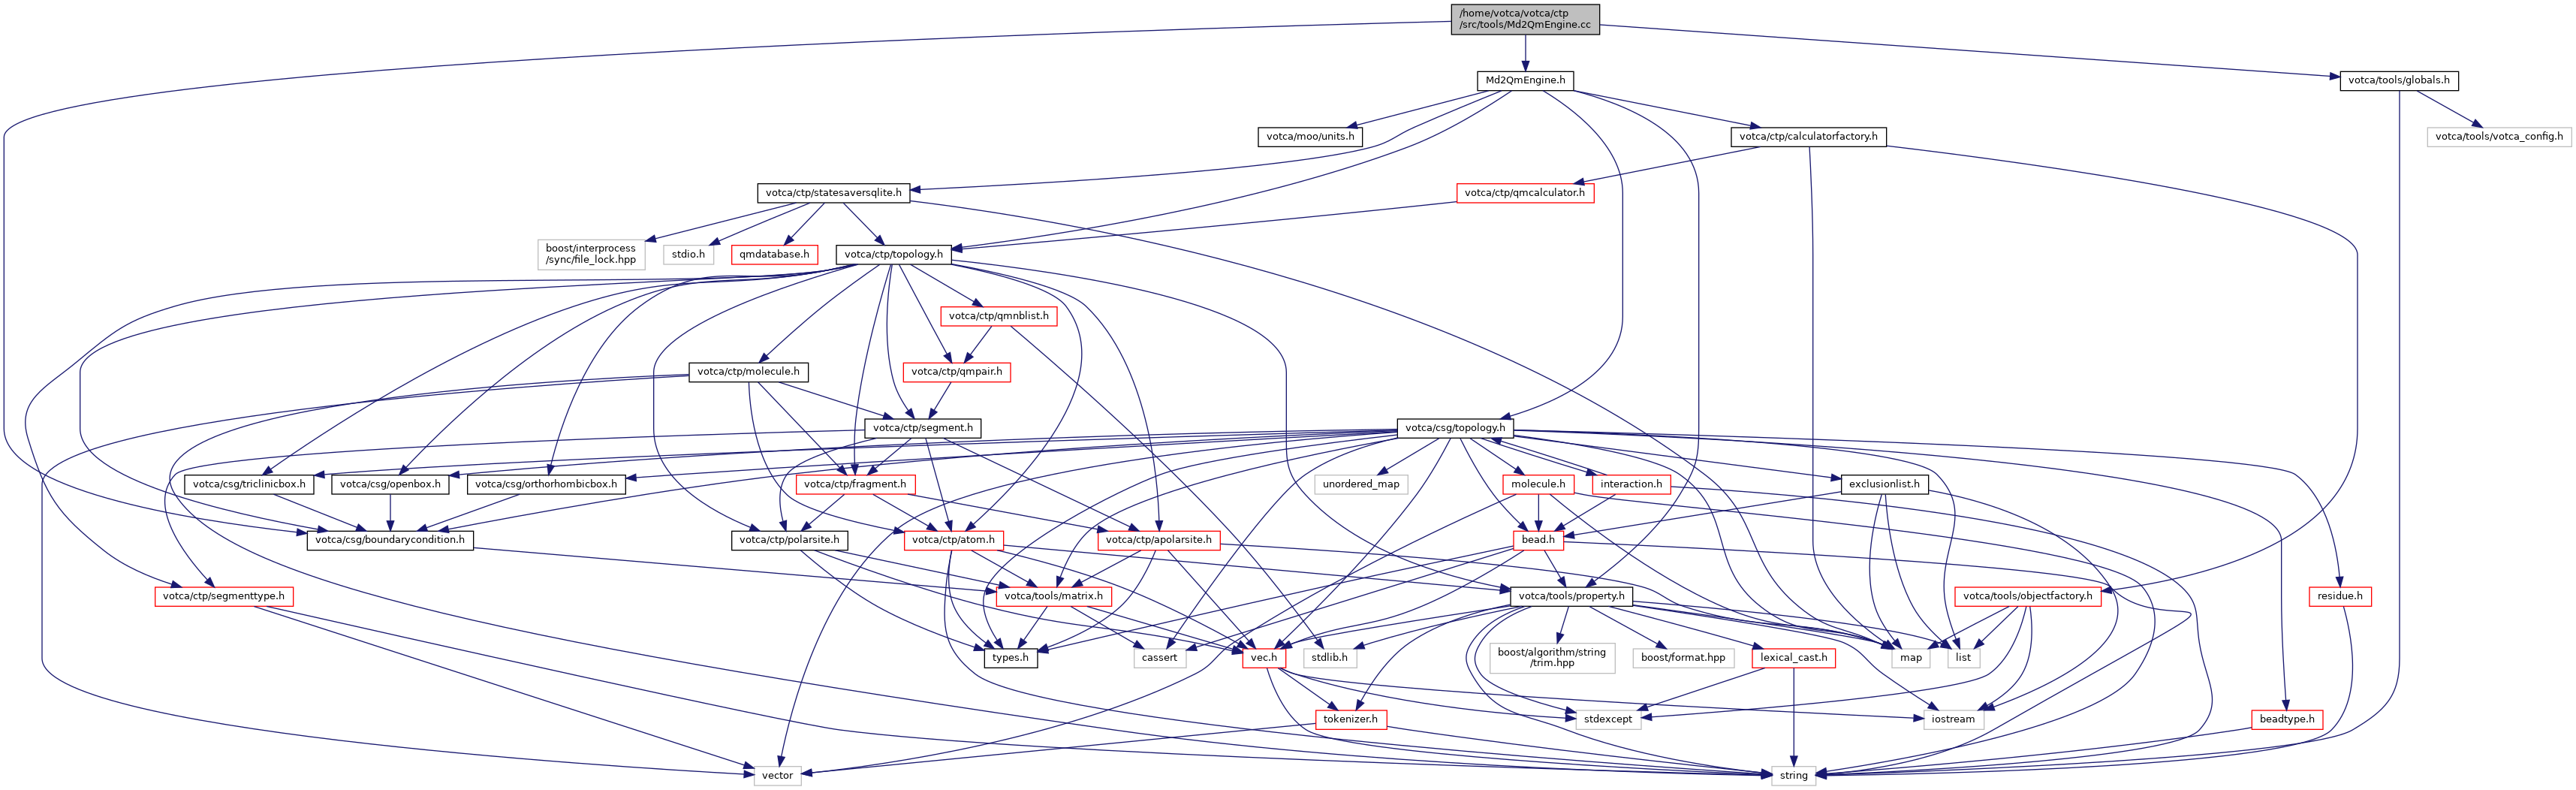 /home/votca/votca/ctp
/src/tools/Md2QmEngine.cc
Md2QmEngine.h
votca/tools/globals.h
votca/moo/units.h
votca/ctp/calculatorfactory.h
votca/tools/votca_config.h
votca/ctp/statesaversqlite.h
votca/ctp/qmcalculator.h
boost/interprocess
/sync/file_lock.hpp
stdio.h
qmdatabase.h
votca/ctp/topology.h
votca/ctp/qmnblist.h
votca/ctp/molecule.h
votca/ctp/qmpair.h
votca/ctp/segment.h
votca/csg/topology.h
votca/csg/triclinicbox.h
votca/csg/openbox.h
votca/csg/orthorhombicbox.h
votca/ctp/fragment.h
unordered_map
molecule.h
interaction.h
exclusionlist.h
votca/csg/boundarycondition.h
votca/ctp/polarsite.h
votca/ctp/atom.h
votca/ctp/apolarsite.h
bead.h
votca/ctp/segmenttype.h
votca/tools/matrix.h
votca/tools/property.h
votca/tools/objectfactory.h
residue.h
types.h
cassert
vec.h
stdlib.h
boost/algorithm/string
/trim.hpp
boost/format.hpp
lexical_cast.h
map
list
tokenizer.h
stdexcept
iostream
beadtype.h
vector
string